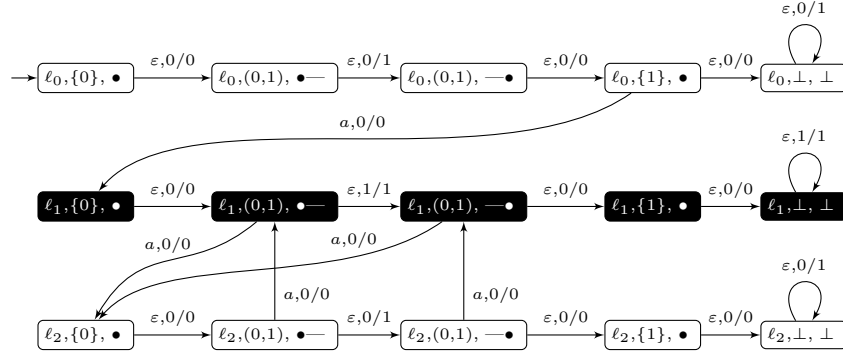 ε,0/1
ε,0/0 ε,0/1 ε,0/0 ε,0/0
ℓ0,{0}, • ℓ0,(0,1), •— ℓ0,(0,1), —• ℓ0,{1}, • ℓ0,⊥, ⊥
a,0/0
ε,1/1
ε,0/0 ε,1/1 ε,0/0 ε,0/0
ℓ1,{0}, • ℓ1,(0,1), •— ℓ1,(0,1), —• ℓ1,{1}, • ℓ1,⊥, ⊥
a,0/0 a,0/0
ε,0/1
a,0/0 a,0/0
ε,0/0 ε,0/1 ε,0/0 ε,0/0
ℓ2,{0}, • ℓ2,(0,1), •— ℓ2,(0,1), —• ℓ2,{1}, • ℓ2,⊥, ⊥